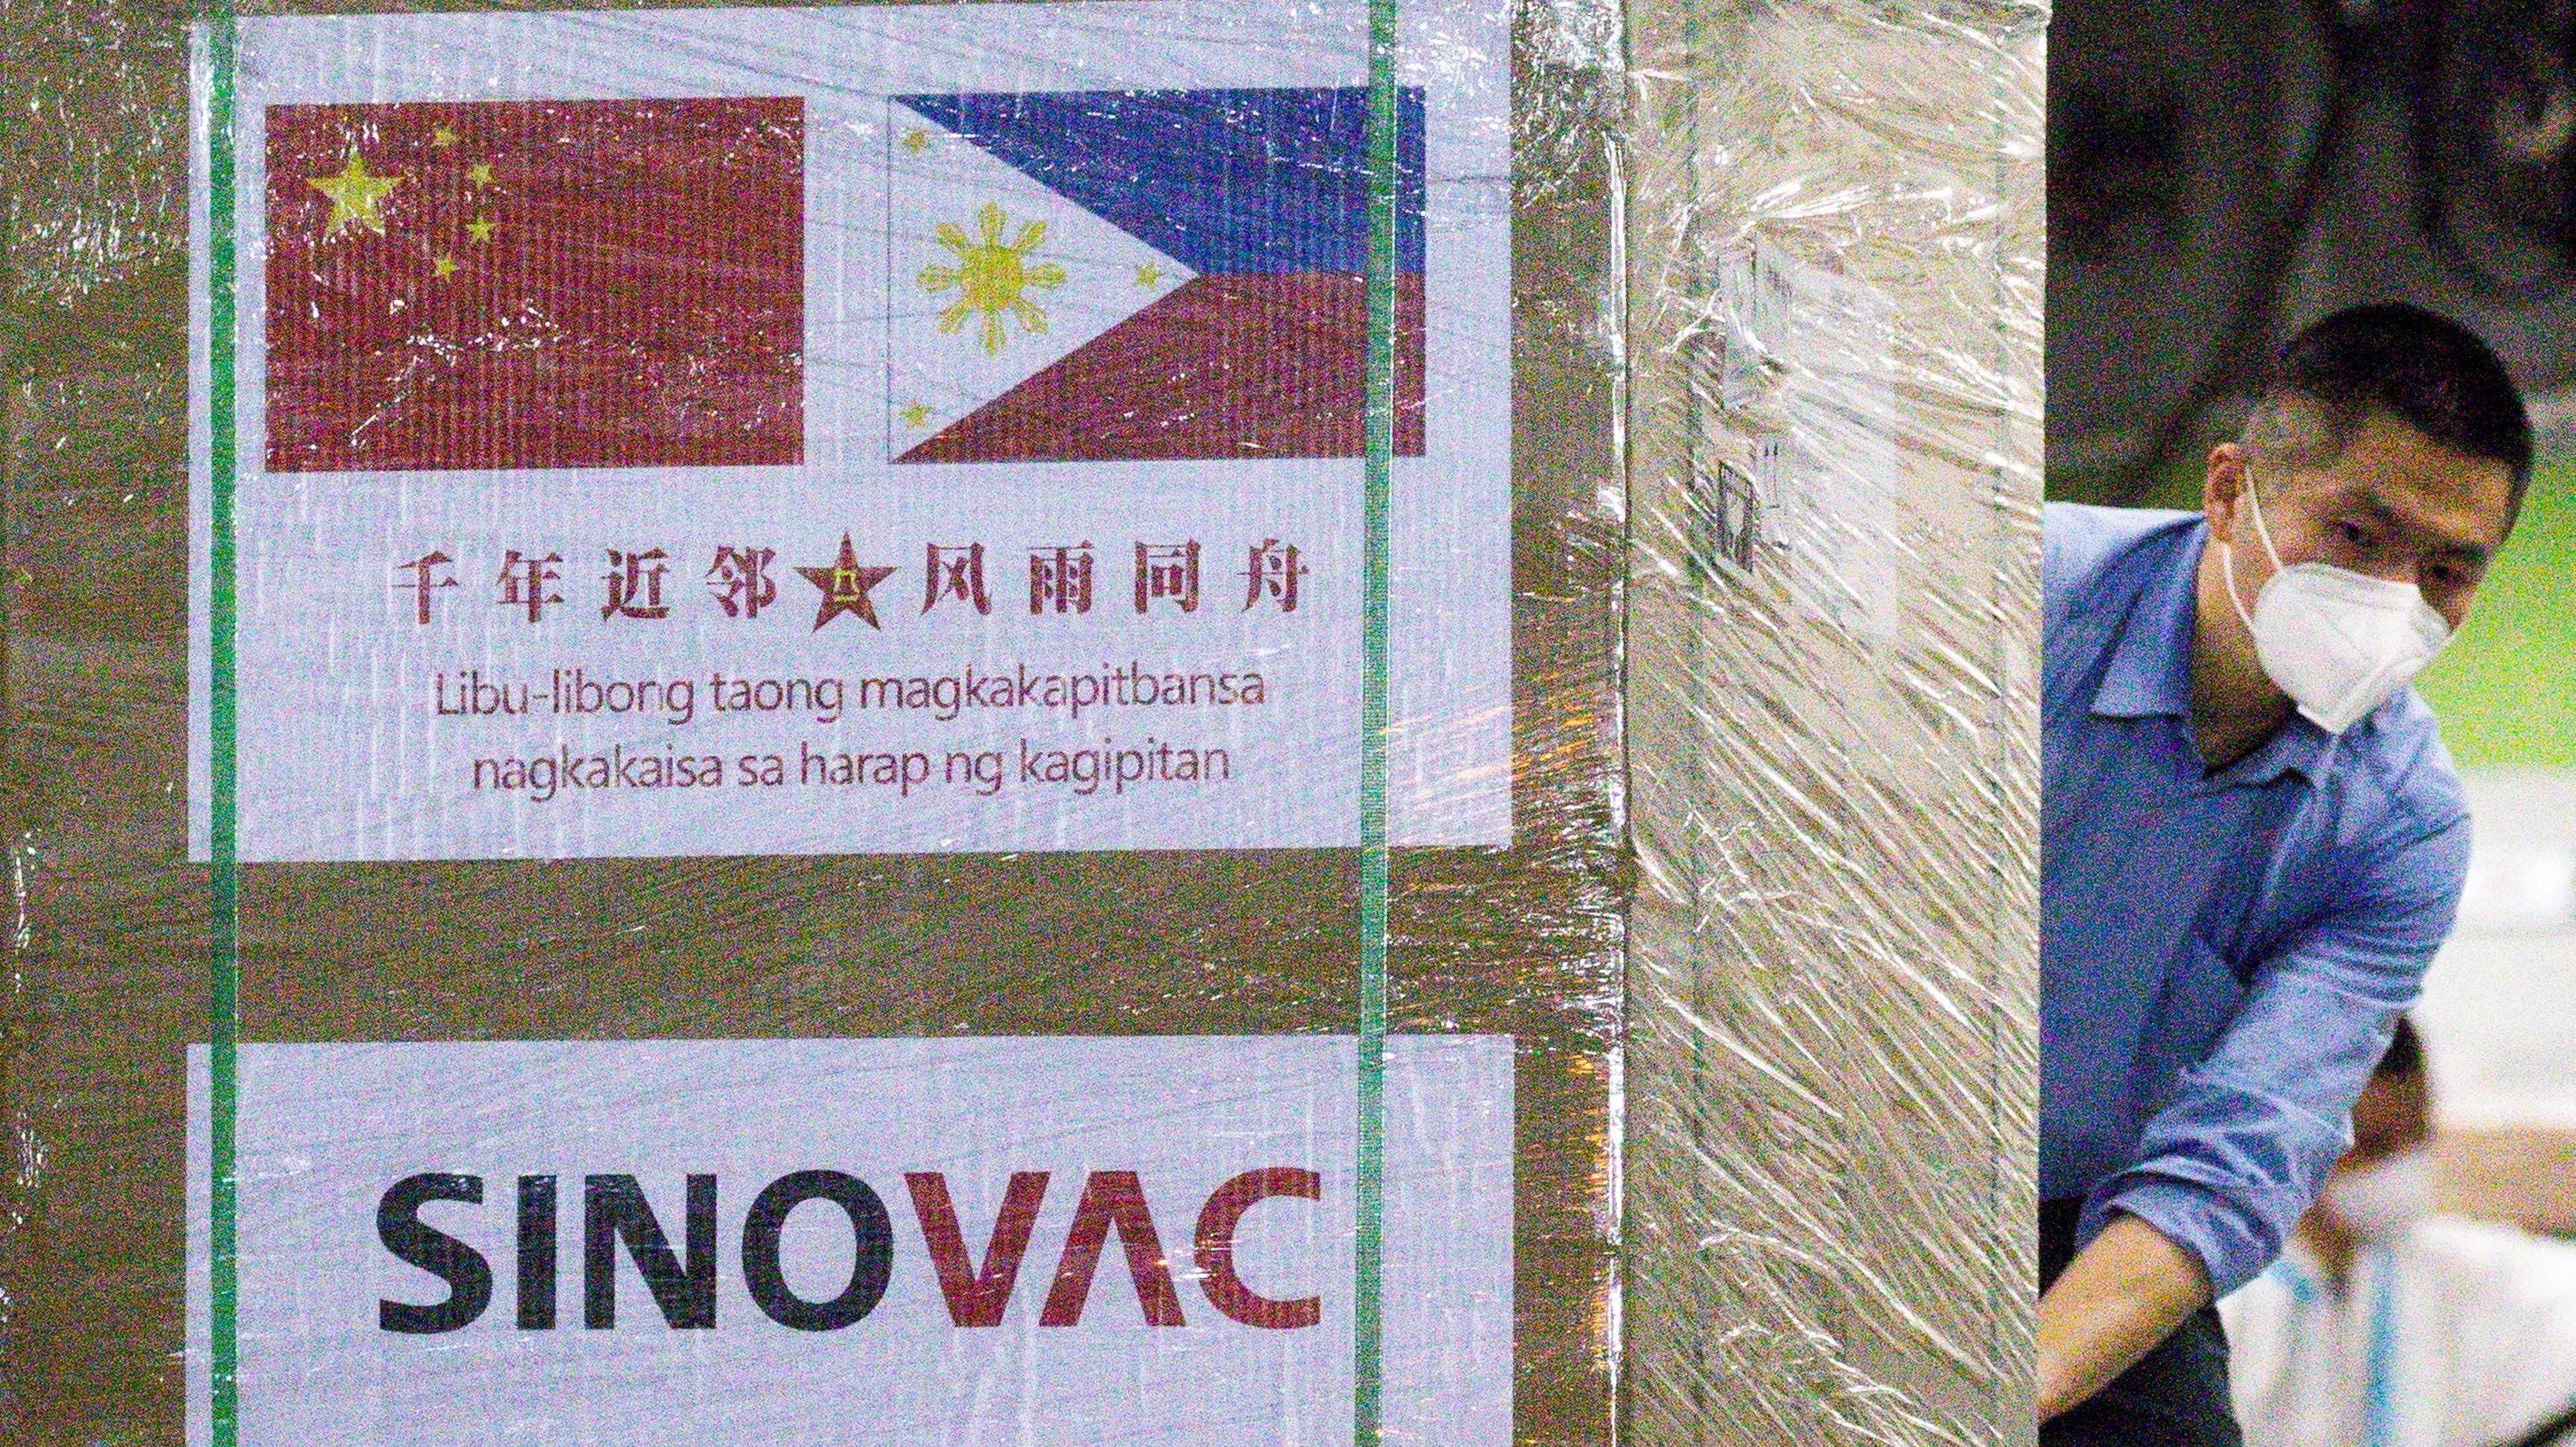 千年近邻★风雨同舟
Libu-libong taong magkakapitbansa
nagkakaisa sa harap ng kagipitan
SINOVAC